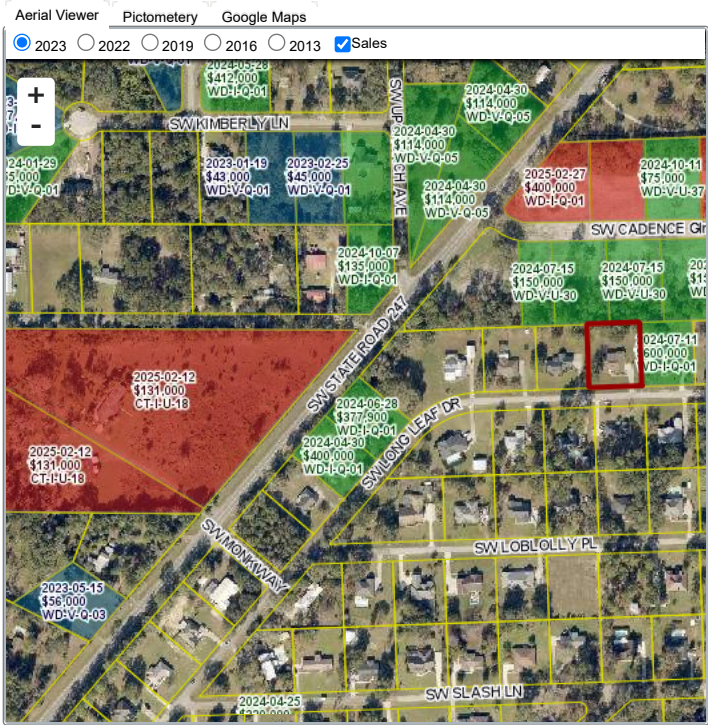 Aerial Viewer
Pictometery
Google Maps
2023
2022
2019
2016
2013
Sales
+
-
2024-05-28
$412,000
WD-I-Q-01
2024-04-30
$114,000
WD-V-Q-05
SW KIMBERLY LN
2024-04-30
$114,000
WD-V-Q-05
24-01-29
5,000
D-V-Q-01
2023-01-19
$43,000
WD-V-Q-01
2023-02-25
$45,000
WD-V-Q-01
2024-04-30
$114,000
WD-V-Q-05
2025-02-27
$400,000
WD-I-Q-01
2024-10-11
$75,000
WD-V-U-37
SW CADENCE
2024-10-07
$135,000
WD-I-Q-01
2024-07-15
$150,000
WD-V-U-30
2024-07-15
$150,000
WD-V-U-30
SW STATE ROAD 247
024-07-11
600,000
VD-I-Q-01
2025-02-12
$131,000
CT-I-U-18
2024-06-28
$377,900
WD-I-Q-01
2024-04-30
$400,000
WD-I-Q-01
SW LONG LEAF DR
2025-02-12
$131,000
CT-I-U-18
SW MONK WAY
SW LOBLOLLY PL
2023-05-15
$56,000
WD-V-Q-03
SW SLASH LN
2024-04-25